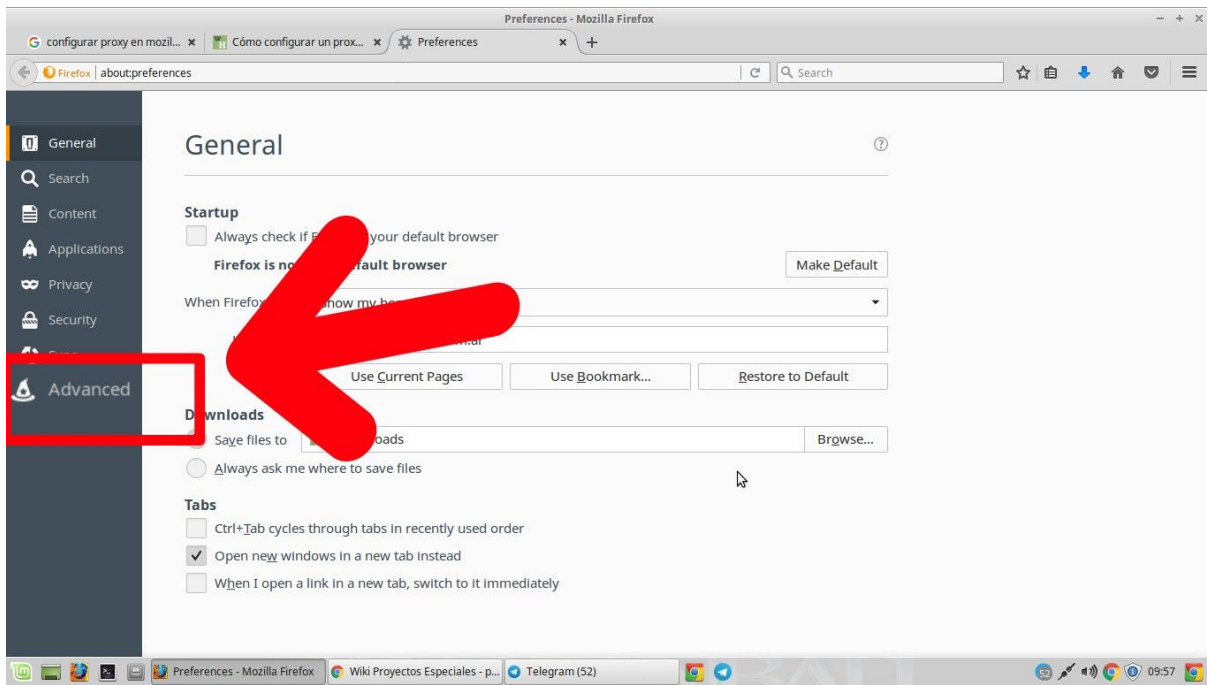 Preferences - Mozilla Firefox
configurar proxy en mozil...
Cómo configurar un prox...
Preferences
Firefox
about:preferences
Search
General
Search
Content
Applications
Privacy
Security
Advanced
General
Startup
Always check if your default browser
Firefox is no fault browser
Make Default
When Firefox how my
Use Current Pages
Use Bookmark...
Restore to Default
Downloads
Save files to oads
Browse...
Always ask me where to save files
Tabs
Ctrl+Tab cycles through tabs in recently used order
Open new windows in a new tab instead
When I open a link in a new tab, switch to it immediately
Preferences - Mozilla Firefox
Wiki Proyectos Especiales - p...
Telegram (52)
52
09:57